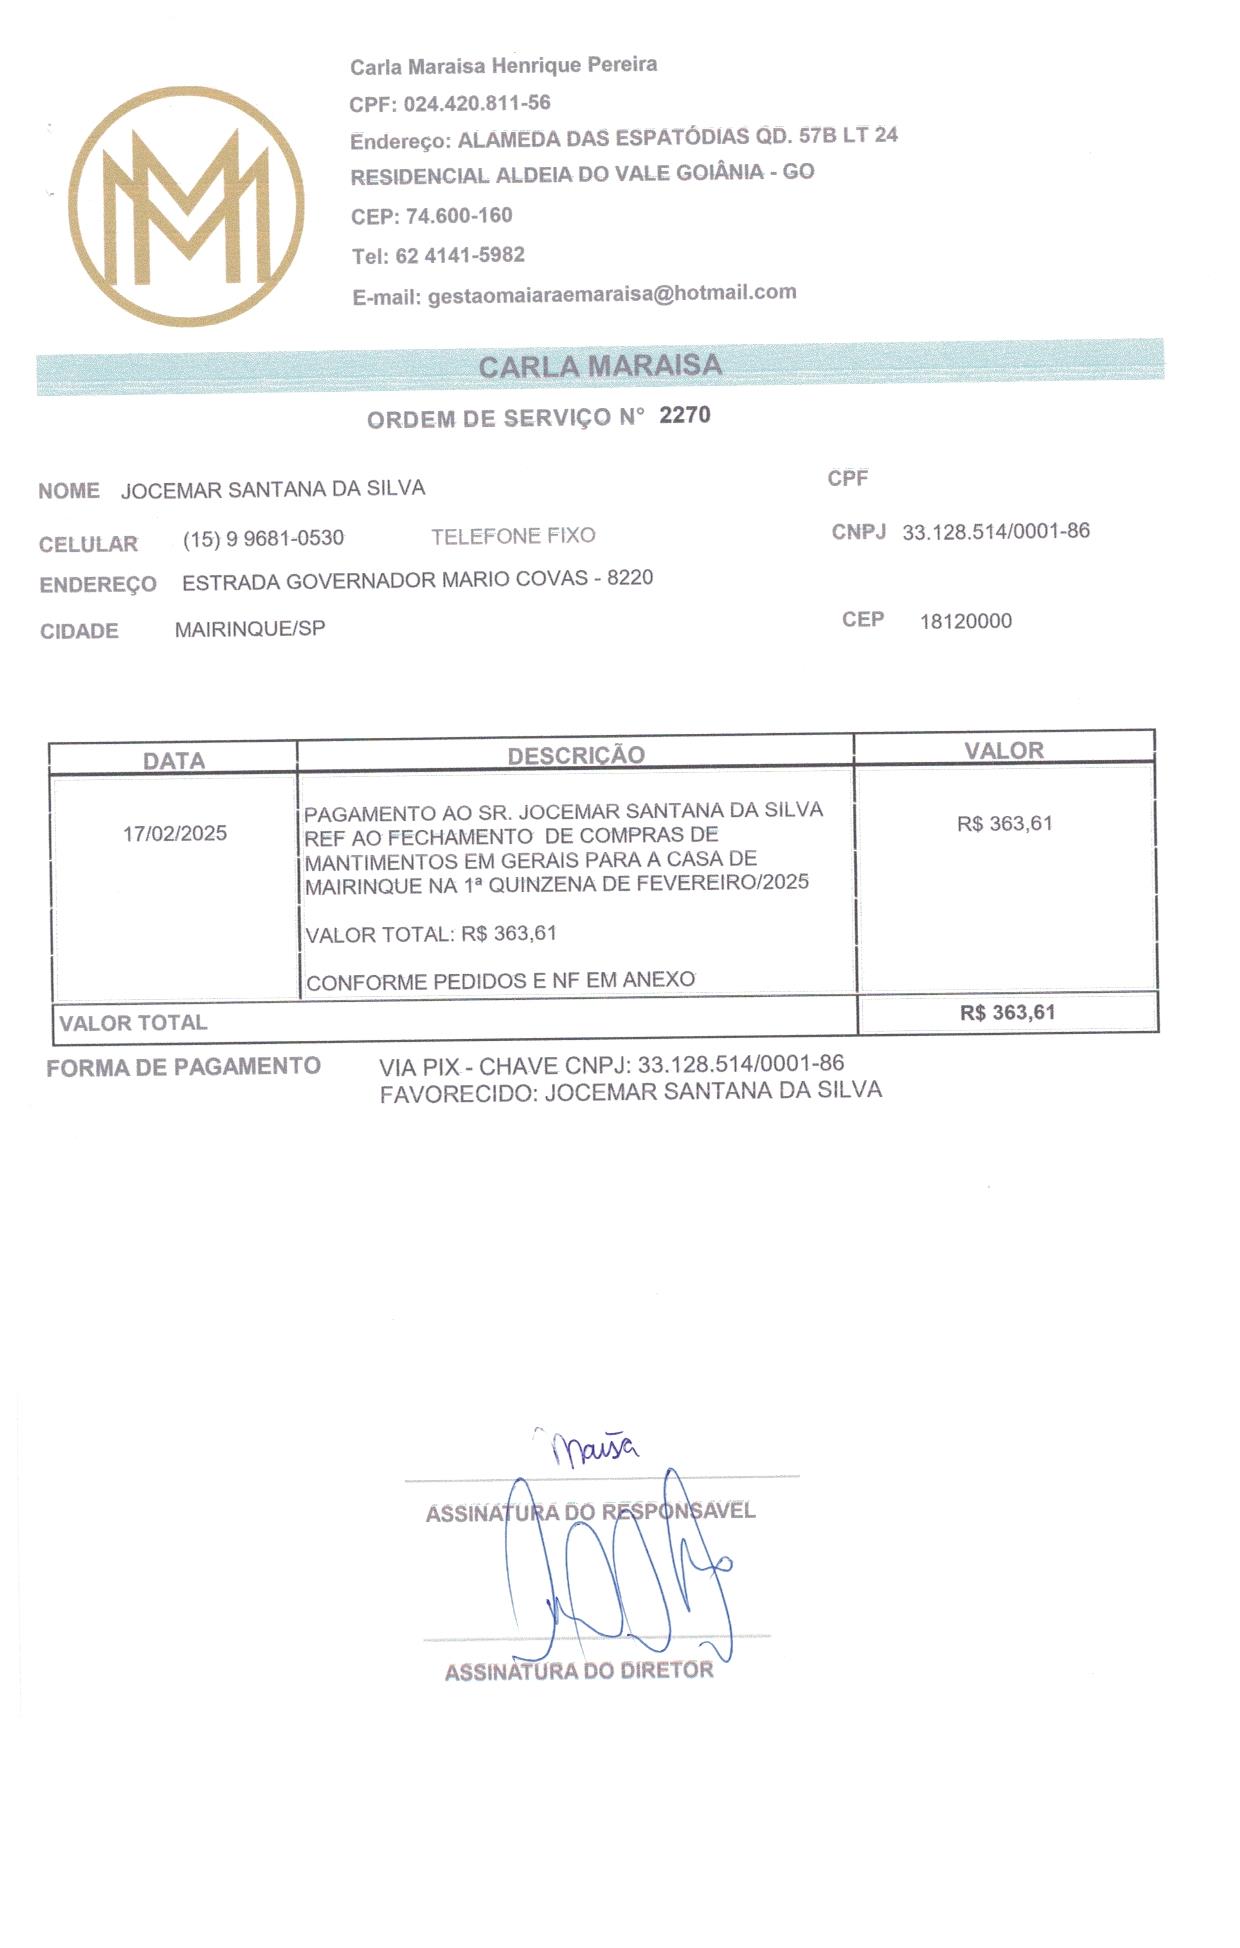 Carla Maraisa Henrique Pereira
CPF: 024.420.811-56
Endereço: ALAMEDA DAS ESPATÓDIAS QD. 57B LT 24
RESIDENCIAL ALDEIA DO VALE GOIÂNIA - GO
CEP: 74.600-160
Tel: 62 4141-5982
E-mail: gestaomaiaraemaraisa@hotmail.com
CARLA MARAISA
ORDEM DE SERVIÇO N° 2270
NOME JOCEMAR SANTANA DA SILVA CPF
CELULAR (15) 9 9681-0530 TELEFONE FIXO CNPJ 33.128.514/0001-86
ENDEREÇO ESTRADA GOVERNADOR MARIO COVAS - 8220
CIDADE MAIRINQUE/SP CEP 18120000
DATA DESCRIÇÃO VALOR
17/02/2025 PAGAMENTO AO SR. JOCEMAR SANTANA DA SILVA R$ 363,61
REF AO FECHAMENTO DE COMPRAS DE
MANTIMENTOS EM GERAIS PARA A CASA DE
MAIRINQUE NA 1ª QUINZENA DE FEVEREIRO/2025
VALOR TOTAL: R$ 363,61
CONFORME PEDIDOS E NF EM ANEXO
VALOR TOTAL R$ 363,61
FORMA DE PAGAMENTO VIA PIX - CHAVE CNPJ: 33.128.514/0001-86
FAVORECIDO: JOCEMAR SANTANA DA SILVA
ASSINATURA DO RESPONSAVEL
ASSINATURA DO DIRETOR